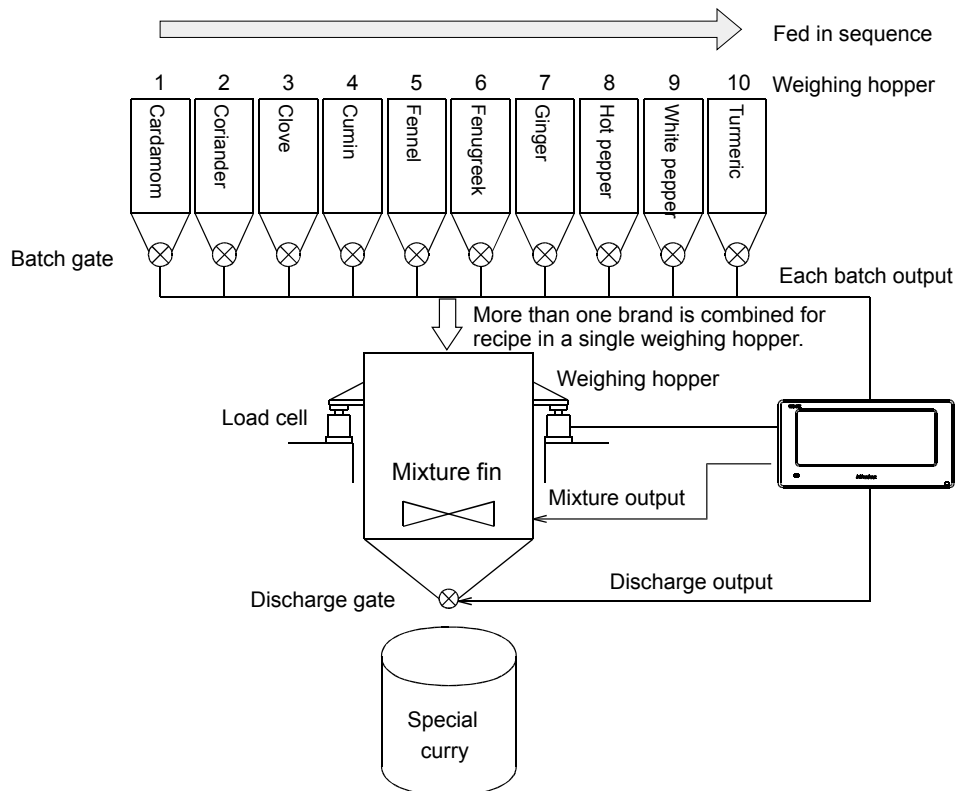 Fed in sequence
1 2 3 4 5 6 7 8 9 10 Weighing hopper
Cardamom
Coriander
Clove
Cumin
Fennel
Fenugreek
Ginger
Hot pepper
White pepper
Turmeric
Batch gate
Each batch output
More than one brand is combined for
recipe in a single weighing hopper.
Weighing hopper
Load cell
Mixture fin
Mixture output
Discharge output
Discharge gate
Special
curry